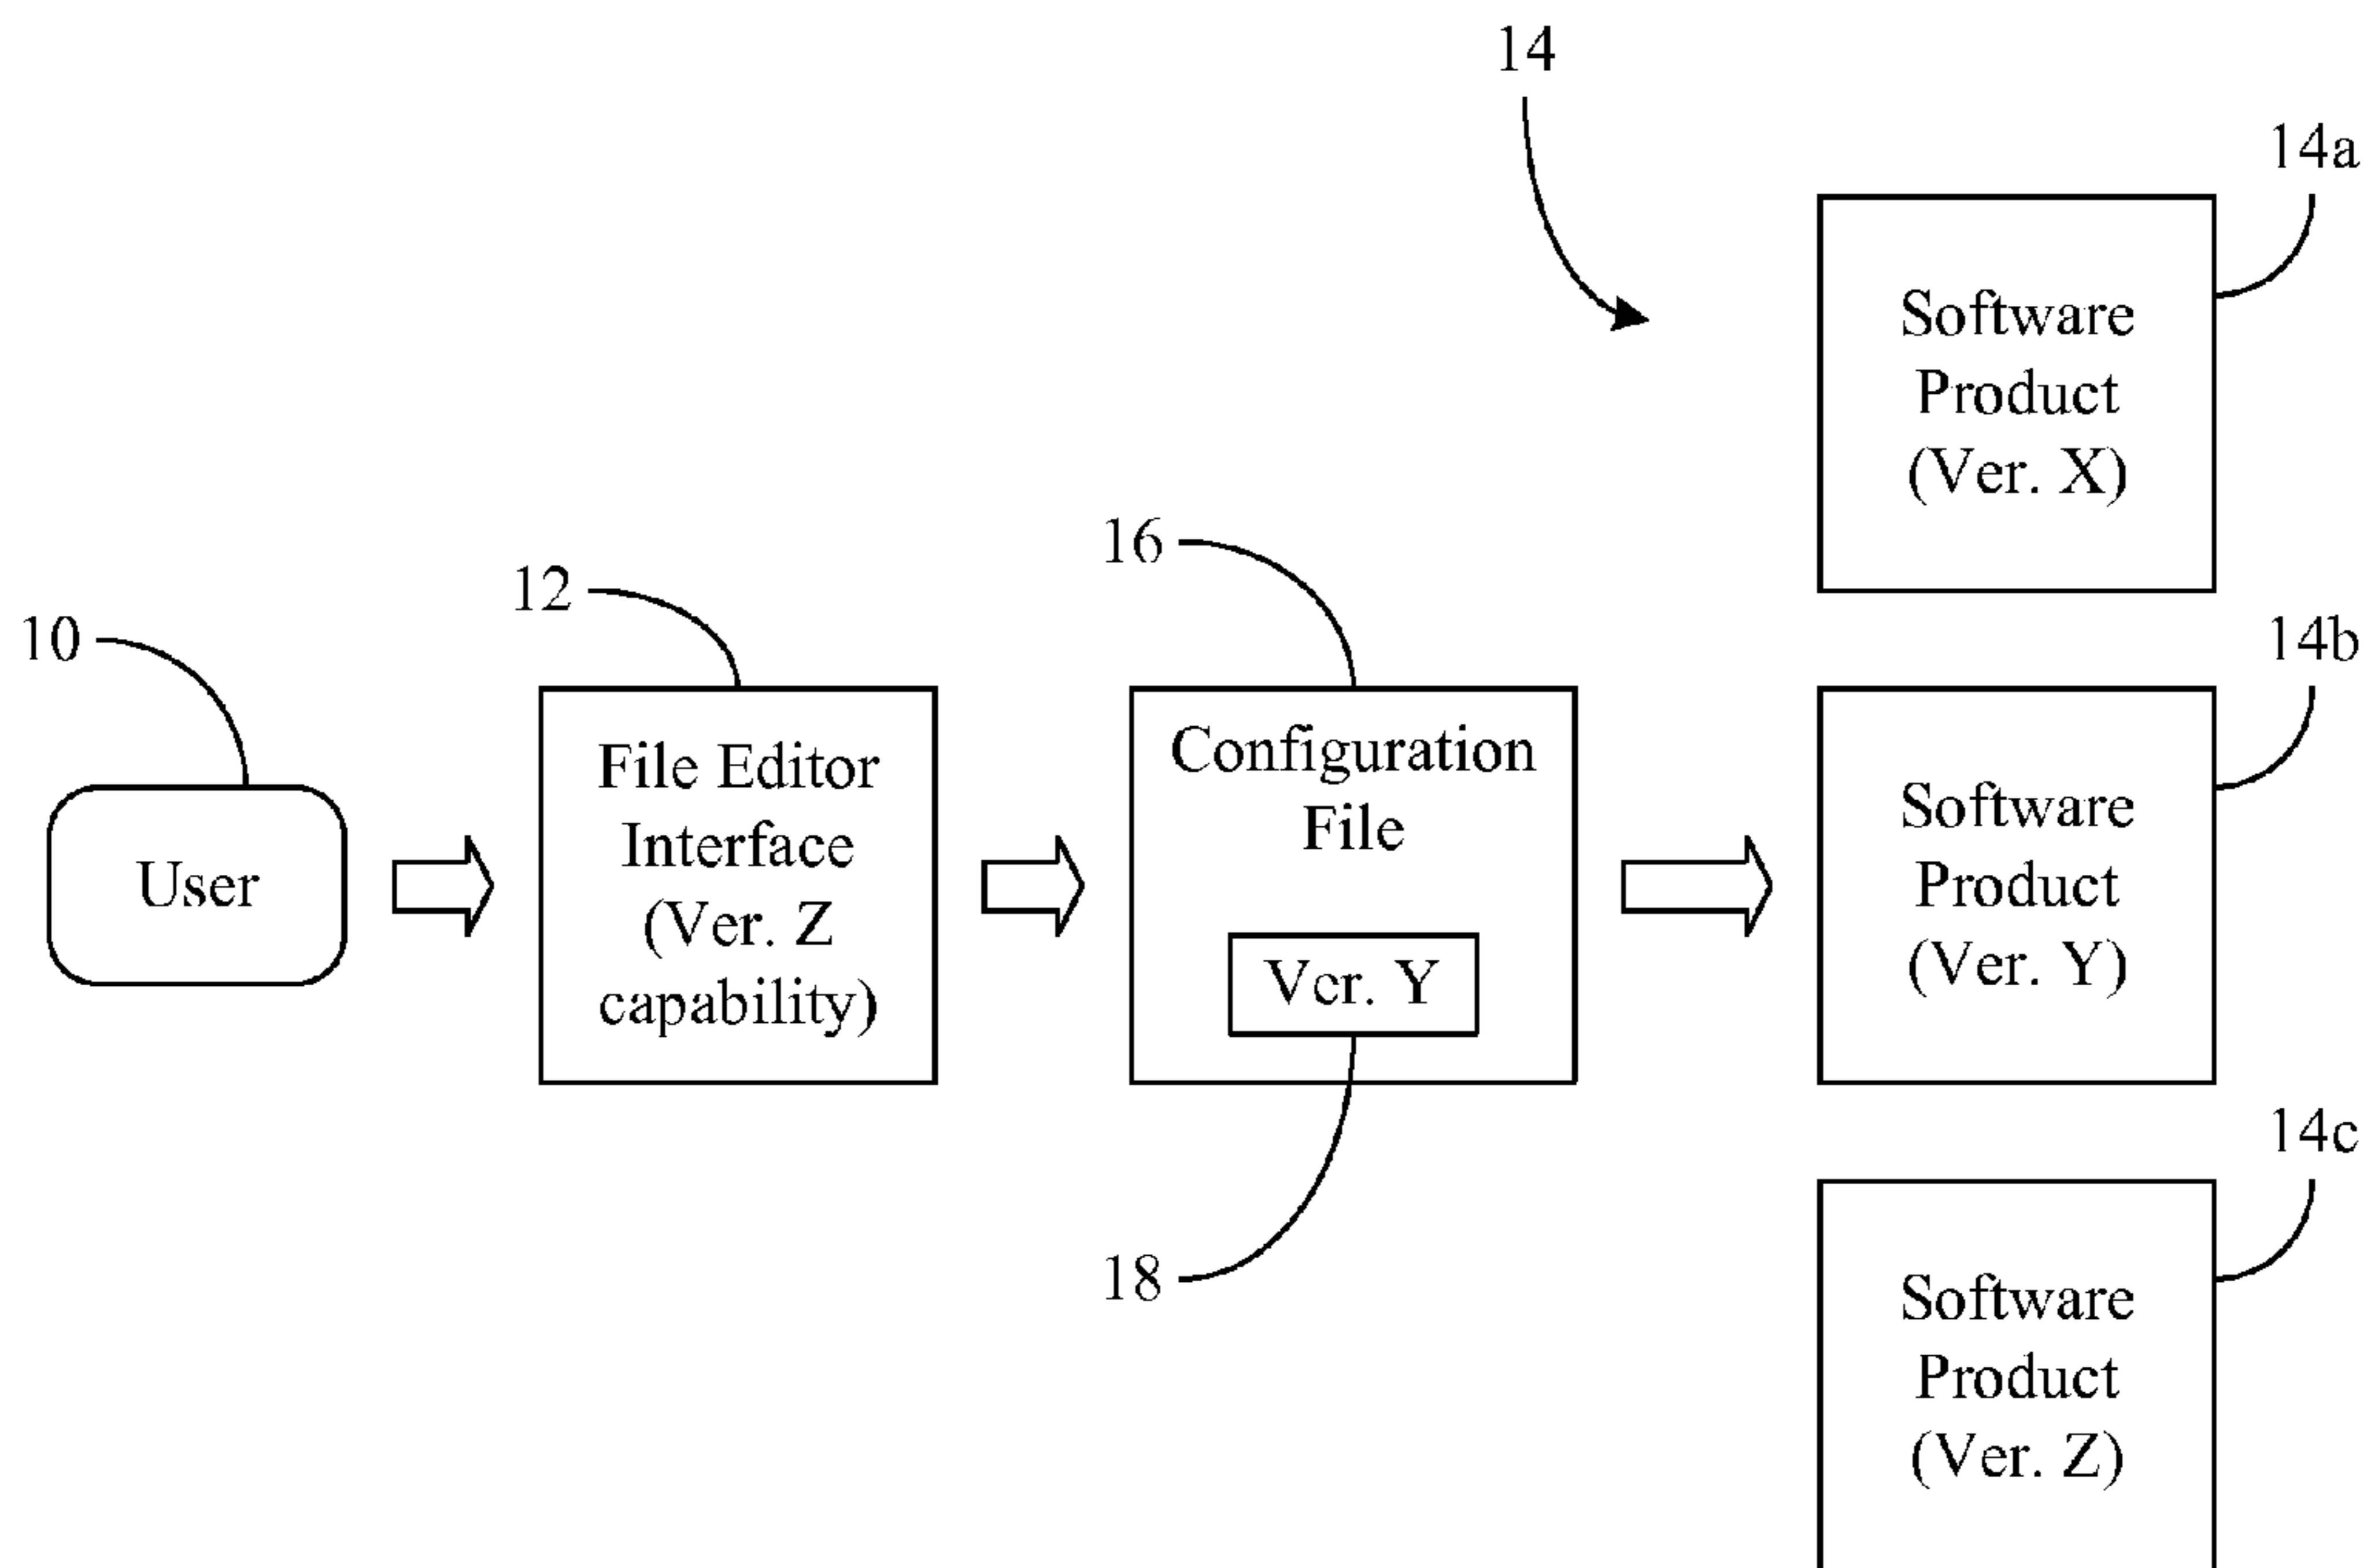 14
14a
Software
Product
(Ver. X)
16
12
10
14b
User
File Editor
Interface
(Ver. Z
capability)
Configuration
File
Ver. Y
Software
Product
(Ver. Y)
14c
18
Software
Product
(Ver. Z)